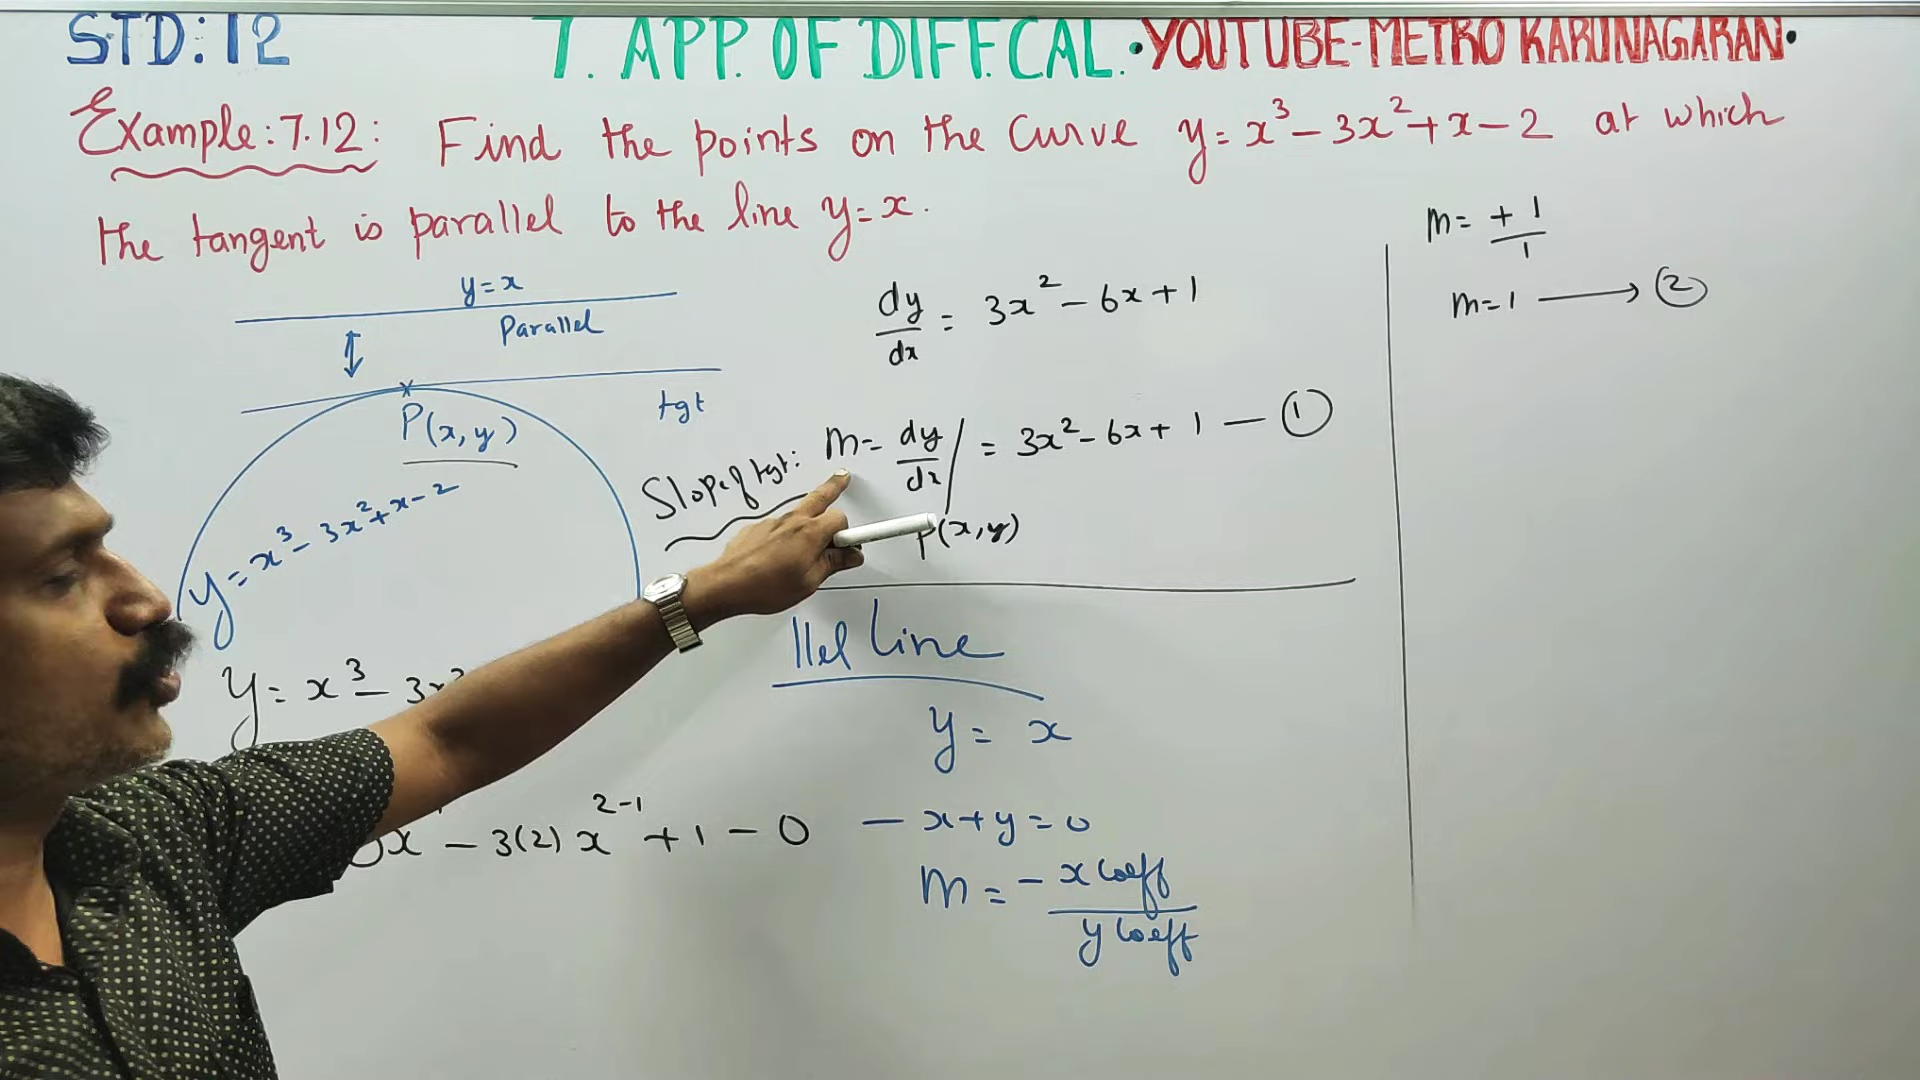 STD: 12
7. APP. OF DIFF. CAL. • YOUTUBE-METRO KARUNAGARAN •
Example: 7.12: Find the points on the curve y = x³ – 3x² + x – 2 at which
the tangent is parallel to the line y = x.
y = x
Parallel
tgt
P(x, y)
y = x³ – 3x² + x – 2
y = x³ – 3x²
x – 3(2) x²⁻¹ + 1 – 0
dy/dx = 3x² – 6x + 1
Slope of tgt: m = dy/dx | = 3x² – 6x + 1 — ①
P(x, y)
llel line
y = x
– x + y = 0
m = – x coeff / y coeff
m = + 1/1
m = 1 ⟶ ②